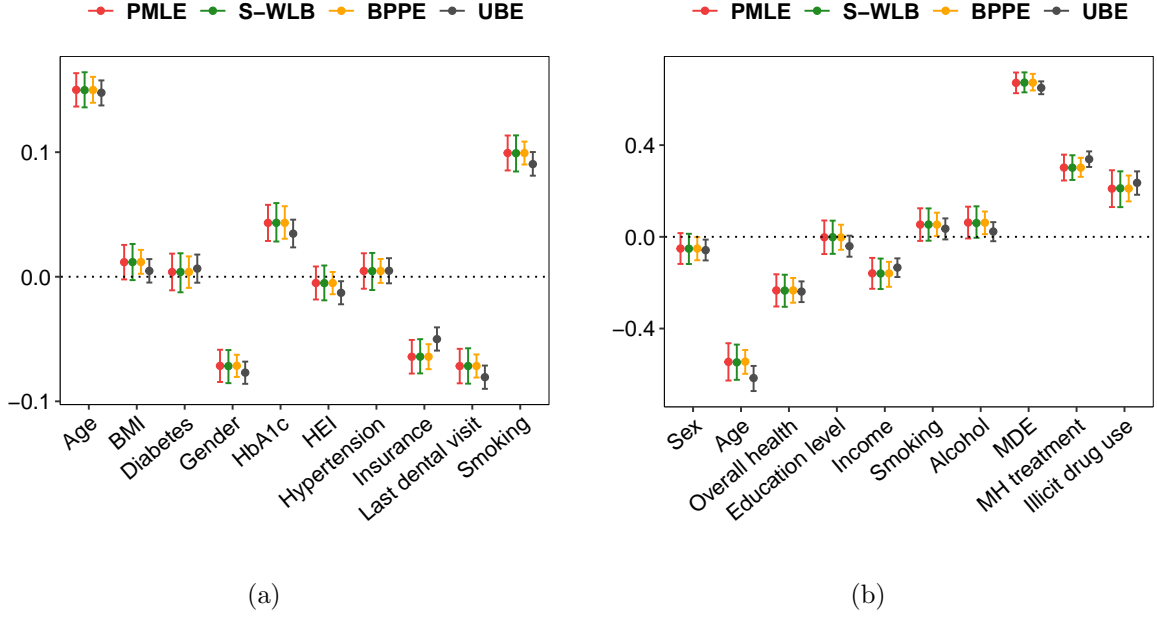 PMLE S−WLB BPPE UBE
0.1
0.0
−0.1
Age
BMI
Diabetes
Gender
HbA1c
HEI
Hypertension
Insurance
Last dental visit
Smoking
(a)
PMLE S−WLB BPPE UBE
0.4
0.0
−0.4
Sex
Age
Overall health
Education level
Income
Smoking
Alcohol
MDE
MH treatment
Illicit drug use
(b)